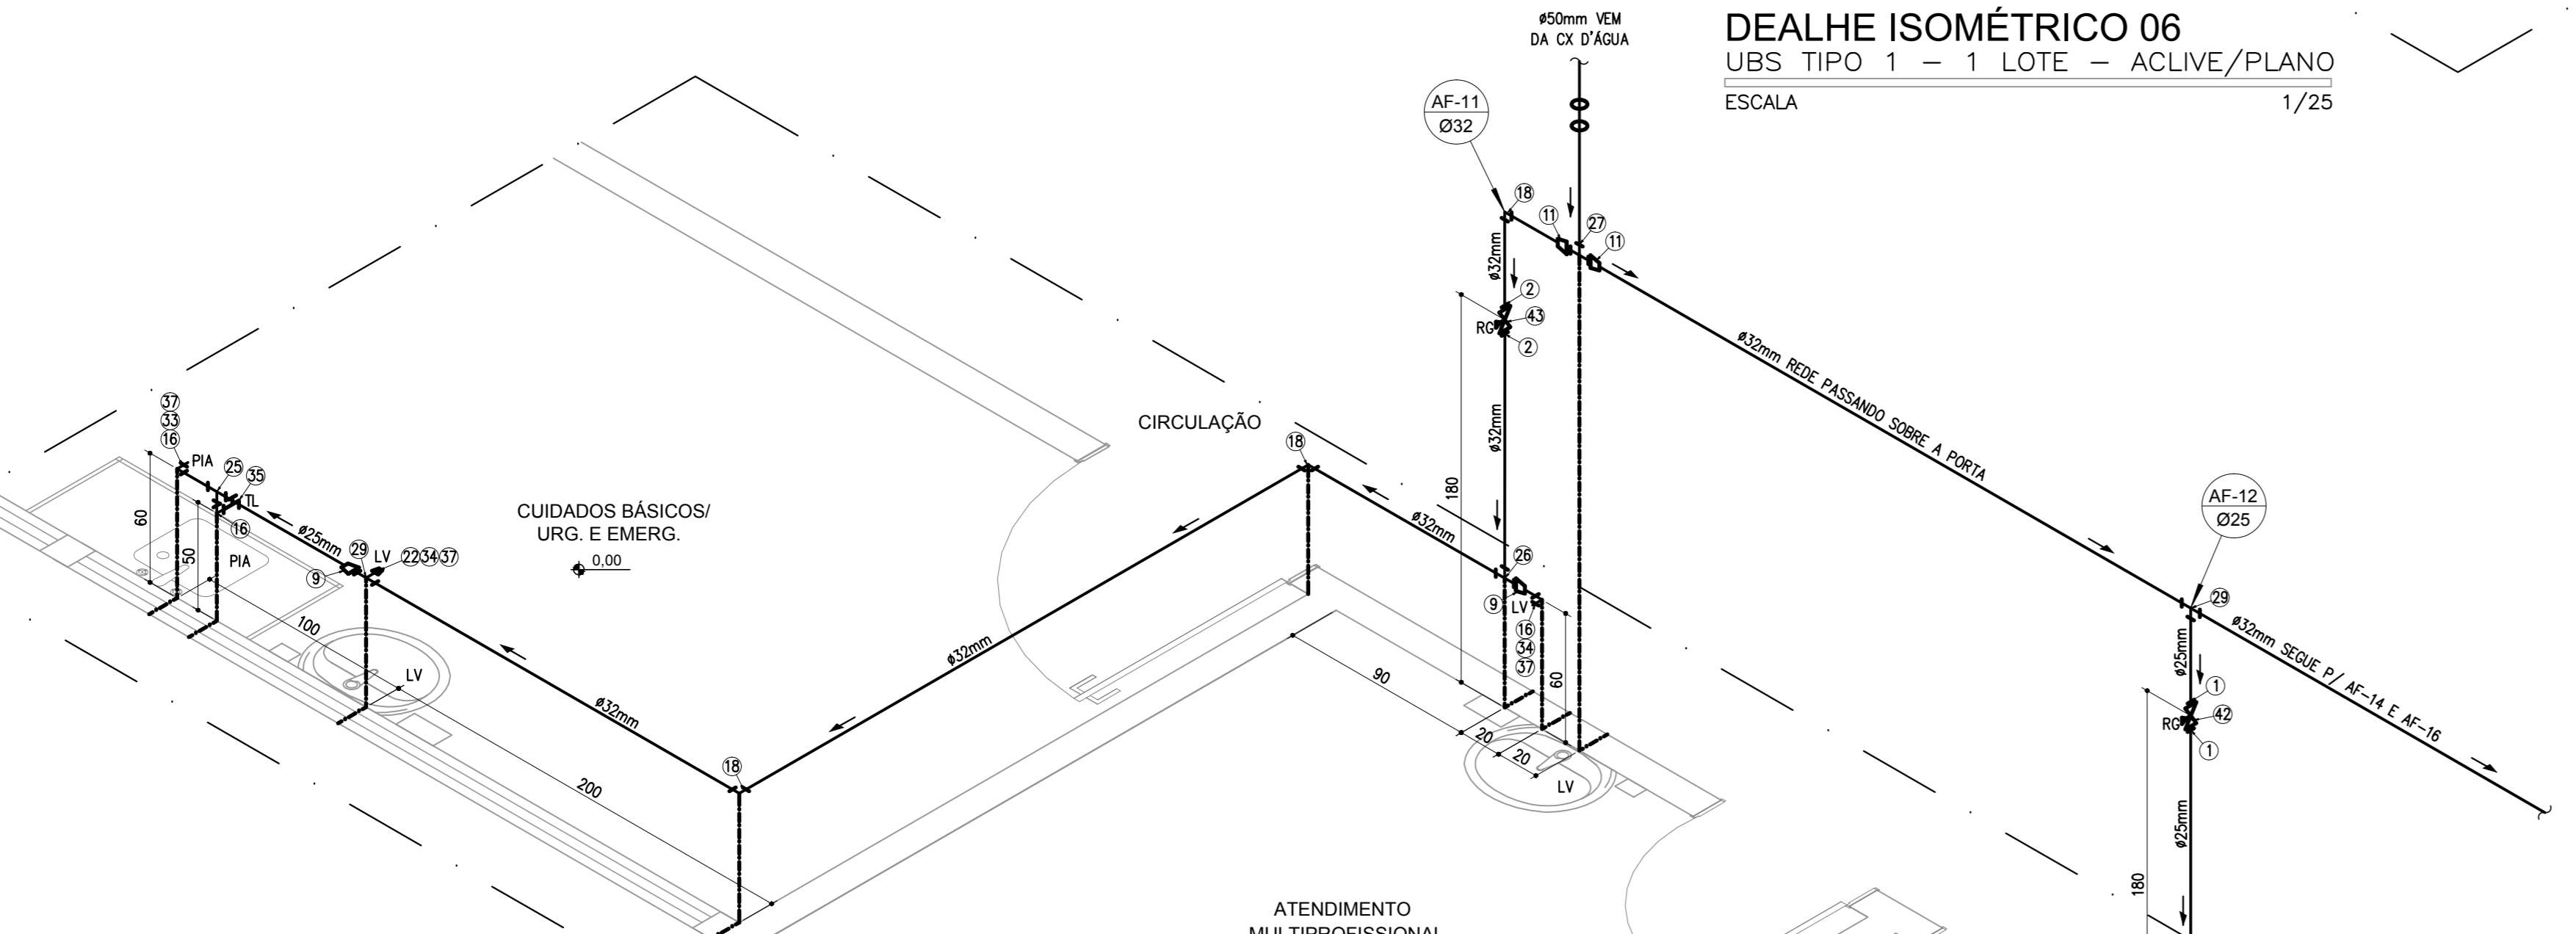 DEALHE ISOMÉTRICO 06
UBS TIPO 1 – 1 LOTE – ACLIVE/PLANO
ESCALA 1/25
ø50mm VEM
DA CX D'ÁGUA
AF-11
Ø32
18
11
27
11
ø32mm
2
43
RG
2
ø32mm
180
ø32mm REDE PASSANDO SOBRE A PORTA
AF-12
Ø25
29
ø32mm SEGUE P/ AF-14 E AF-16
ø25mm
1
42
RG
1
ø25mm
180
CIRCULAÇÃO
18
ø32mm
26
9
LV
16
34
37
60
90
20
20
LV
37
33
16
PIA
25
35
TL
16
60
50
PIA
ø25mm
29
LV
22 34 37
9
CUIDADOS BÁSICOS/
URG. E EMERG.
0,00
100
LV
ø32mm
ø32mm
18
200
ATENDIMENTO
MULTIPROFISSIONAL